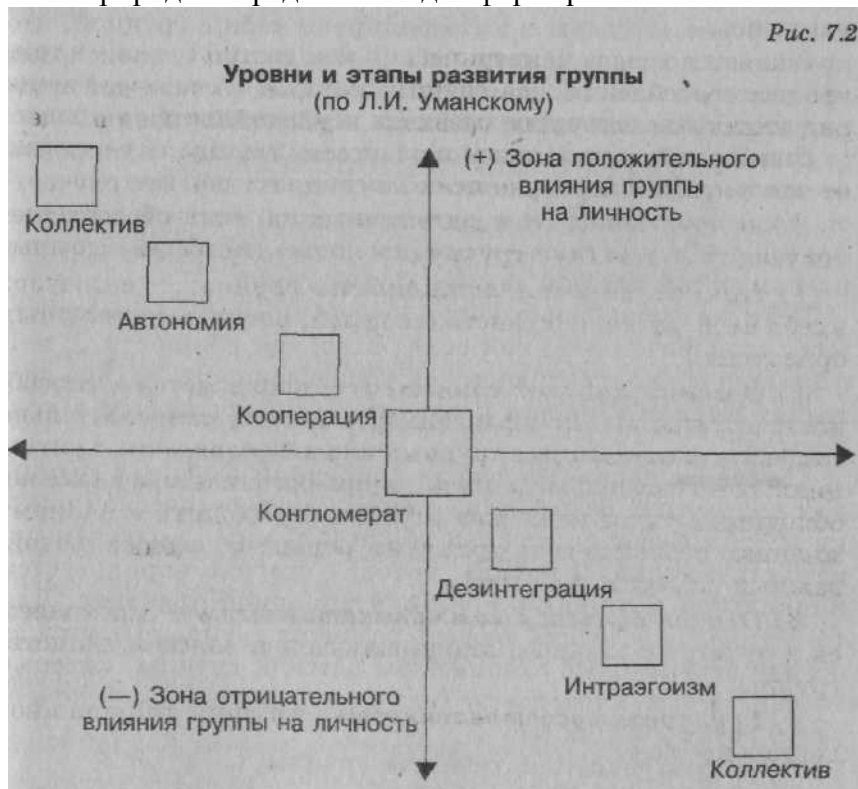 Рис. 7.2
Уровни и этапы развития группы
(по Л.И. Уманскому)
(+) Зона положительного
влияния группы
на личность
Коллектив
Автономия
Кооперация
Конгломерат
Дезинтеграция
Интраэгоизм
(—) Зона отрицательного
влияния группы на личность
Коллектив